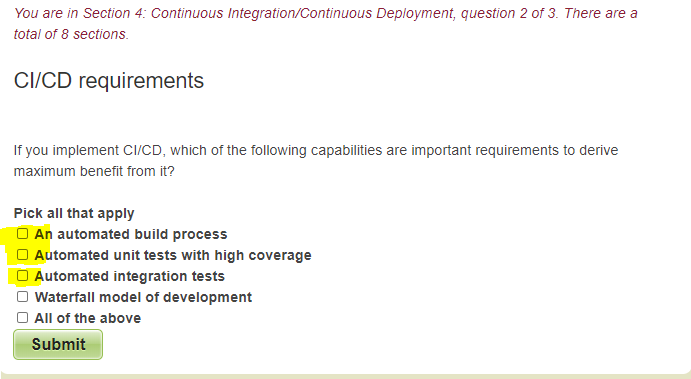 You are in Section 4: Continuous Integration/Continuous Deployment, question 2 of 3. There are a
total of 8 sections.
CI/CD requirements
If you implement CI/CD, which of the following capabilities are important requirements to derive
maximum benefit from it?
Pick all that apply
An automated build process
Automated unit tests with high coverage
Automated integration tests
Waterfall model of development
All of the above
Submit